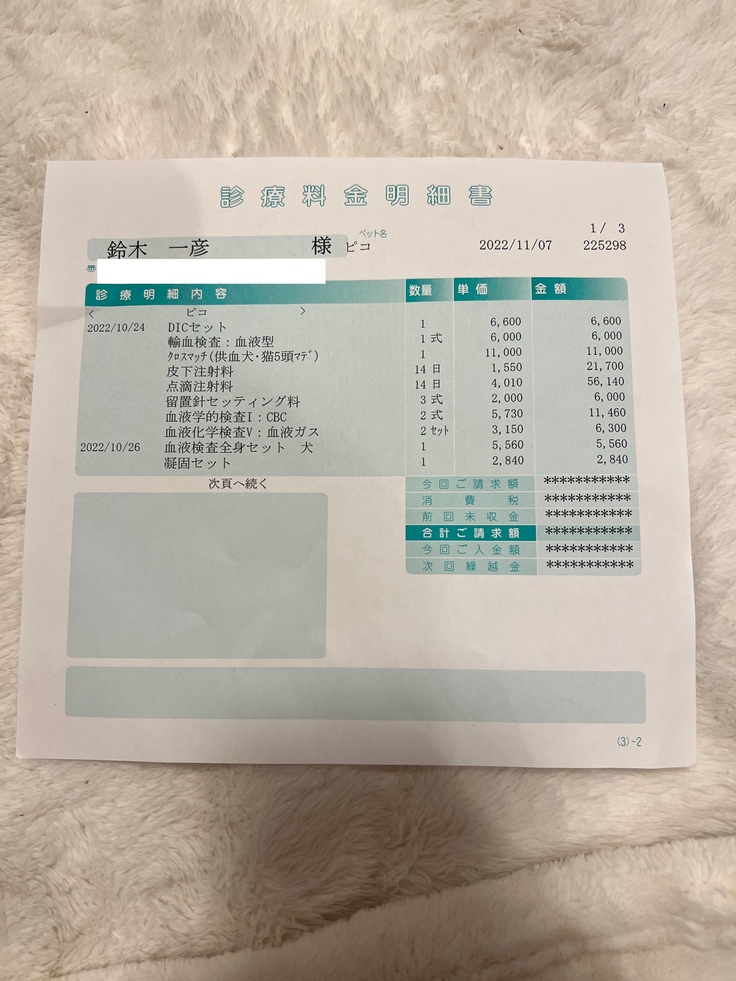 診療料金明細書
1/ 3
鈴木 一彦 様 ペット名 ピコ 2022/11/07 225298
〒
診療明細内容 数量 単価 金額
< ピコ >
2022/10/24 DICセット 1 6,600 6,600
輸血検査：血液型 1 式 6,000 6,000
ｸﾛｽﾏｯﾁ(供血犬･猫5頭ﾏﾃﾞ) 1 11,000 11,000
皮下注射料 14 日 1,550 21,700
点滴注射料 14 日 4,010 56,140
留置針セッティング料 3 式 2,000 6,000
血液学的検査I：CBC 2 式 5,730 11,460
血液化学検査V：血液ガス 2 ｾｯﾄ 3,150 6,300
2022/10/26 血液検査全身セット 犬 1 5,560 5,560
凝固セット 1 2,840 2,840
次頁へ続く
今回ご請求額 ***********
消費税 ***********
前回未収金 ***********
合計ご請求額 ***********
今回ご入金額 ***********
次回繰越金 ***********
(3)-2